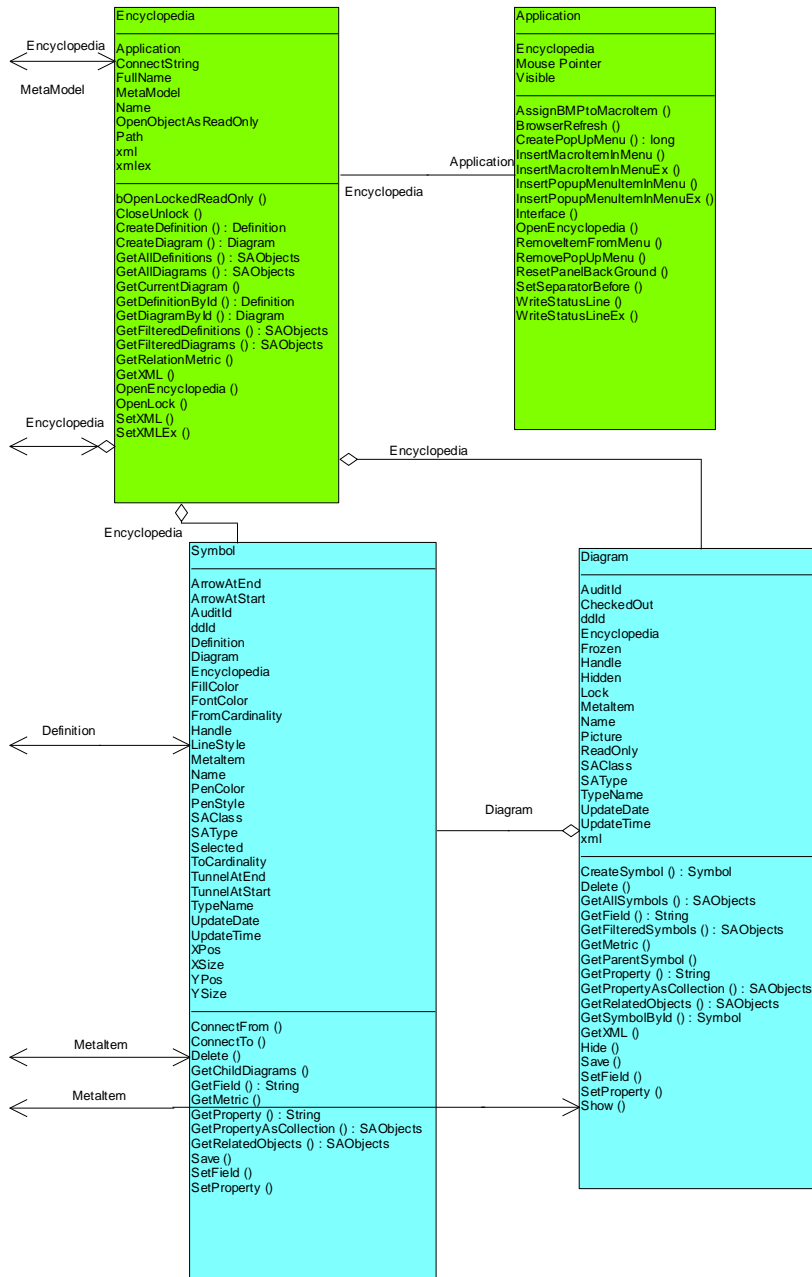 Encyclopedia
Application
ConnectString
FullName
MetaModel
Name
OpenObjectAsReadOnly
Path
xml
xmlex
bOpenLockedReadOnly ()
CloseUnlock ()
CreateDefinition () : Definition
CreateDiagram () : Diagram
GetAllDefinitions () : SAObjects
GetAllDiagrams () : SAObjects
GetCurrentDiagram ()
GetDefinitionById () : Definition
GetDiagramById () : Diagram
GetFilteredDefinitions () : SAObjects
GetFilteredDiagrams () : SAObjects
GetRelationMetric ()
GetXML ()
OpenEncyclopedia ()
OpenLock ()
SetXML ()
SetXMLEx ()
Encyclopedia
MetaModel
Encyclopedia
Application
Encyclopedia
Mouse Pointer
Visible
AssignBMPtoMacroItem ()
BrowserRefresh ()
CreatePopUpMenu () : long
InsertMacroItemInMenu ()
InsertMacroItemInMenuEx ()
InsertPopupMenuItemInMenu ()
InsertPopupMenuItemInMenuEx ()
Interface ()
OpenEncyclopedia ()
RemoveItemFromMenu ()
RemovePopUpMenu ()
ResetPanelBackGround ()
SetSeparatorBefore ()
WriteStatusLine ()
WriteStatusLineEx ()
Application
Encyclopedia
Encyclopedia
Encyclopedia
Symbol
ArrowAtEnd
ArrowAtStart
AuditId
ddId
Definition
Diagram
Encyclopedia
FillColor
FontColor
FromCardinality
Handle
LineStyle
MetaItem
Name
PenColor
PenStyle
SAClass
SAType
Selected
ToCardinality
TunnelAtEnd
TunnelAtStart
TypeName
UpdateDate
UpdateTime
XPos
XSize
YPos
YSize
ConnectFrom ()
ConnectTo ()
Delete ()
GetChildDiagrams ()
GetField () : String
GetMetric ()
GetProperty () : String
GetPropertyAsCollection () : SAObjects
GetRelatedObjects () : SAObjects
Save ()
SetField ()
SetProperty ()
Definition
MetaItem
MetaItem
Diagram
Diagram
AuditId
CheckedOut
ddId
Encyclopedia
Frozen
Handle
Hidden
Lock
MetaItem
Name
Picture
ReadOnly
SAClass
SAType
TypeName
UpdateDate
UpdateTime
xml
CreateSymbol () : Symbol
Delete ()
GetAllSymbols () : SAObjects
GetField () : String
GetFilteredSymbols () : SAObjects
GetMetric ()
GetParentSymbol ()
GetProperty () : String
GetPropertyAsCollection () : SAObjects
GetRelatedObjects () : SAObjects
GetSymbolById () : Symbol
GetXML ()
Hide ()
Save ()
SetField ()
SetProperty ()
Show ()